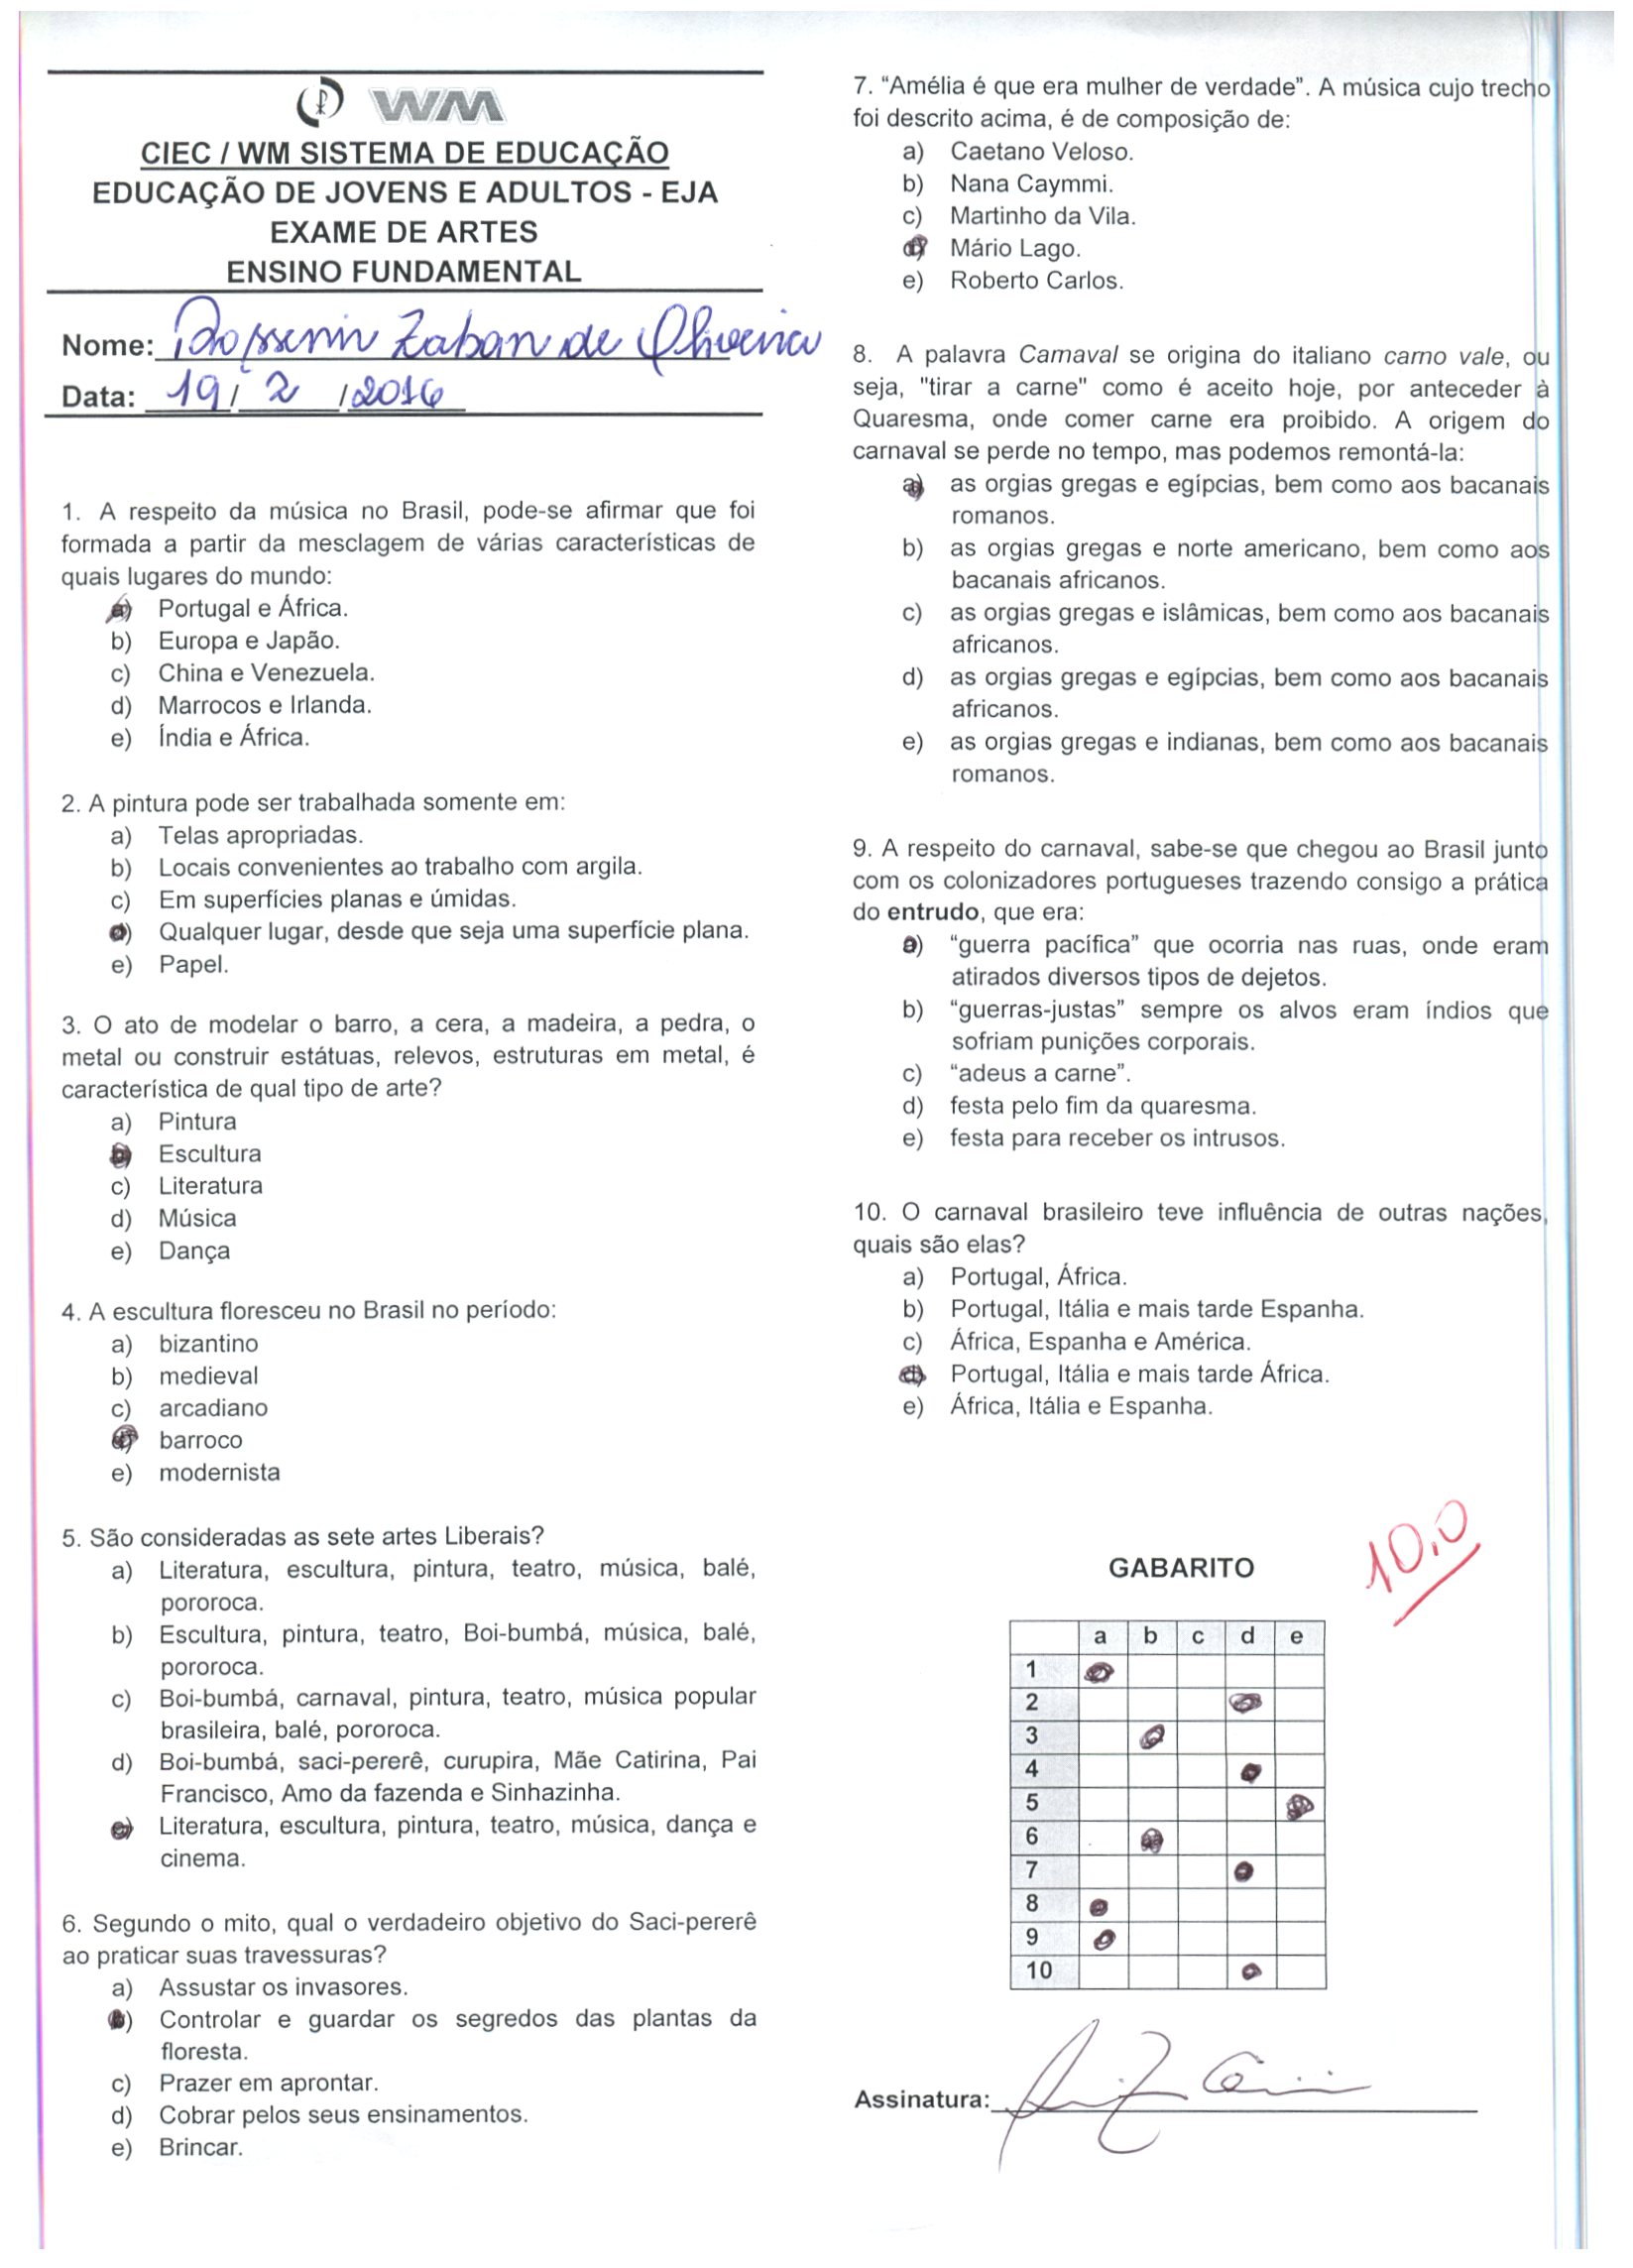 WM
CIEC / WM SISTEMA DE EDUCAÇÃO
EDUCAÇÃO DE JOVENS E ADULTOS - EJA
EXAME DE ARTES
ENSINO FUNDAMENTAL
Nome: Zaban de Oliveira
Data: 19/ 2 /2016
1. A respeito da música no Brasil, pode-se afirmar que foi
formada a partir da mesclagem de várias características de
quais lugares do mundo:
a) Portugal e África.
b) Europa e Japão.
c) China e Venezuela.
d) Marrocos e Irlanda.
e) Índia e África.
2. A pintura pode ser trabalhada somente em:
a) Telas apropriadas.
b) Locais convenientes ao trabalho com argila.
c) Em superfícies planas e úmidas.
d) Qualquer lugar, desde que seja uma superfície plana.
e) Papel.
3. O ato de modelar o barro, a cera, a madeira, a pedra, o
metal ou construir estátuas, relevos, estruturas em metal, é
característica de qual tipo de arte?
a) Pintura
b) Escultura
c) Literatura
d) Música
e) Dança
4. A escultura floresceu no Brasil no período:
a) bizantino
b) medieval
c) arcadiano
d) barroco
e) modernista
5. São consideradas as sete artes Liberais?
a) Literatura, escultura, pintura, teatro, música, balé,
pororoca.
b) Escultura, pintura, teatro, Boi-bumbá, música, balé,
pororoca.
c) Boi-bumbá, carnaval, pintura, teatro, música popular
brasileira, balé, pororoca.
d) Boi-bumbá, saci-pererê, curupira, Mãe Catirina, Pai
Francisco, Amo da fazenda e Sinhazinha.
e) Literatura, escultura, pintura, teatro, música, dança e
cinema.
6. Segundo o mito, qual o verdadeiro objetivo do Saci-pererê
ao praticar suas travessuras?
a) Assustar os invasores.
b) Controlar e guardar os segredos das plantas da
floresta.
c) Prazer em aprontar.
d) Cobrar pelos seus ensinamentos.
e) Brincar.
7. “Amélia é que era mulher de verdade”. A música cujo trecho
foi descrito acima, é de composição de:
a) Caetano Veloso.
b) Nana Caymmi.
c) Martinho da Vila.
d) Mário Lago.
e) Roberto Carlos.
8. A palavra Carnaval se origina do italiano carno vale, ou
seja, "tirar a carne" como é aceito hoje, por anteceder à
Quaresma, onde comer carne era proibido. A origem do
carnaval se perde no tempo, mas podemos remontá-la:
a) as orgias gregas e egípcias, bem como aos bacanais
romanos.
b) as orgias gregas e norte americano, bem como aos
bacanais africanos.
c) as orgias gregas e islâmicas, bem como aos bacanais
africanos.
d) as orgias gregas e egípcias, bem como aos bacanais
africanos.
e) as orgias gregas e indianas, bem como aos bacanais
romanos.
9. A respeito do carnaval, sabe-se que chegou ao Brasil junto
com os colonizadores portugueses trazendo consigo a prática
do entrudo, que era:
a) “guerra pacífica” que ocorria nas ruas, onde eram
atirados diversos tipos de dejetos.
b) “guerras-justas” sempre os alvos eram índios que
sofriam punições corporais.
c) “adeus a carne”.
d) festa pelo fim da quaresma.
e) festa para receber os intrusos.
10. O carnaval brasileiro teve influência de outras nações,
quais são elas?
a) Portugal, África.
b) Portugal, Itália e mais tarde Espanha.
c) África, Espanha e América.
d) Portugal, Itália e mais tarde África.
e) África, Itália e Espanha.
10.0
GABARITO
a b c d e
1
2
3
4
5
6
7
8
9
10
Assinatura: